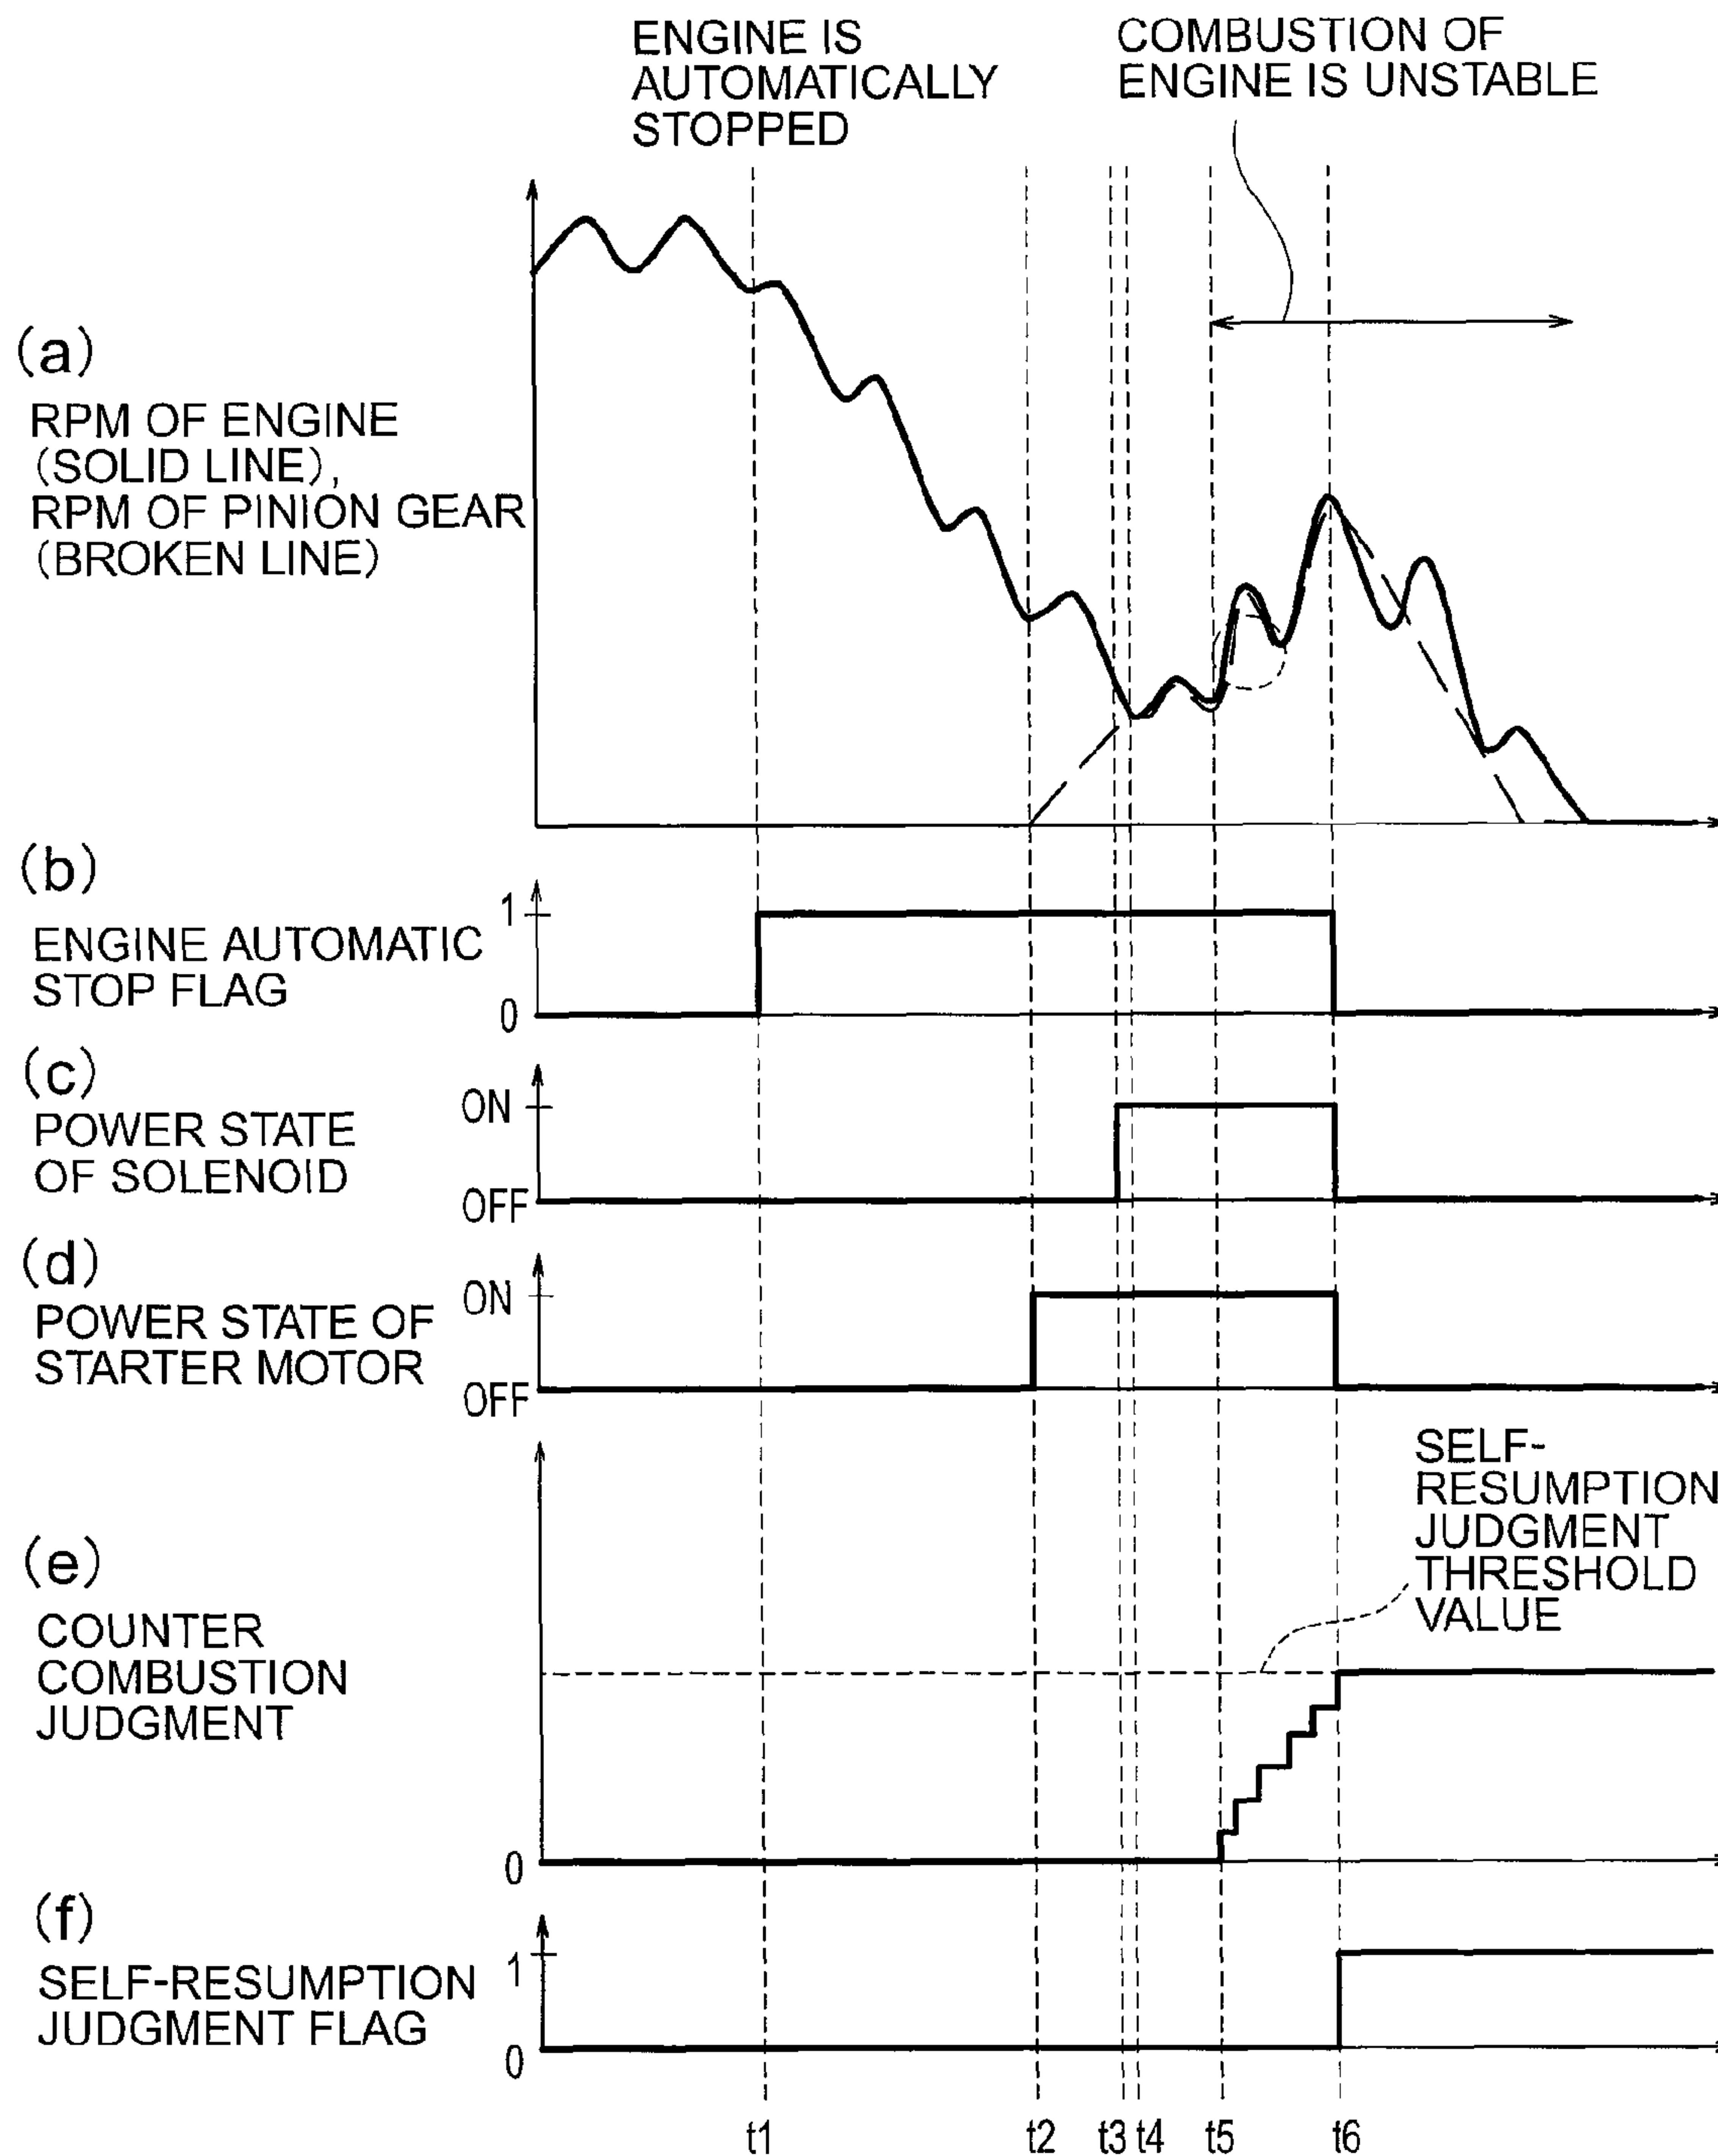 ENGINE IS
AUTOMATICALLY
STOPPED
COMBUSTION OF
ENGINE IS UNSTABLE
(a)
RPM OF ENGINE
(SOLID LINE),
RPM OF PINION GEAR
(BROKEN LINE)
(b)
ENGINE AUTOMATIC
STOP FLAG
1
0
(c)
POWER STATE
OF SOLENOID
ON
OFF
(d)
POWER STATE OF
STARTER MOTOR
ON
OFF
(e)
COUNTER
COMBUSTION
JUDGMENT
SELF-
RESUMPTION
JUDGMENT
THRESHOLD
VALUE
0
(f)
SELF-RESUMPTION
JUDGMENT FLAG
1
0
t1 t2 t3 t4 t5 t6